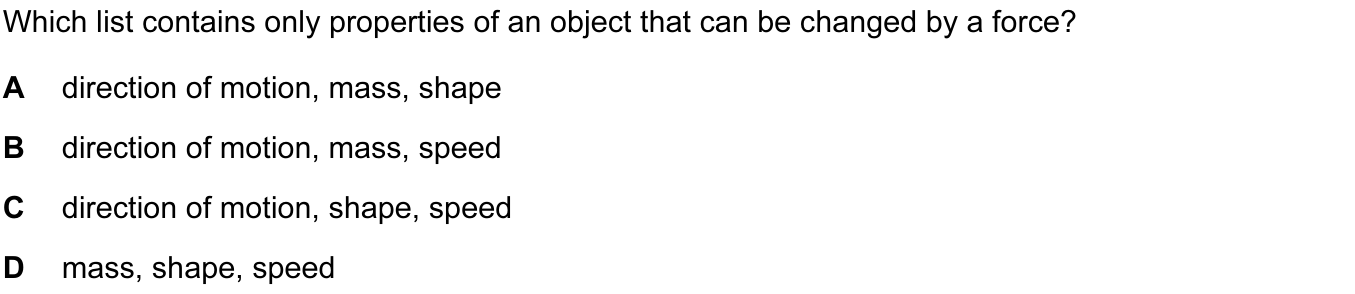 Which list contains only properties of an object that can be changed by a force?
A direction of motion, mass, shape
B direction of motion, mass, speed
C direction of motion, shape, speed
D mass, shape, speed